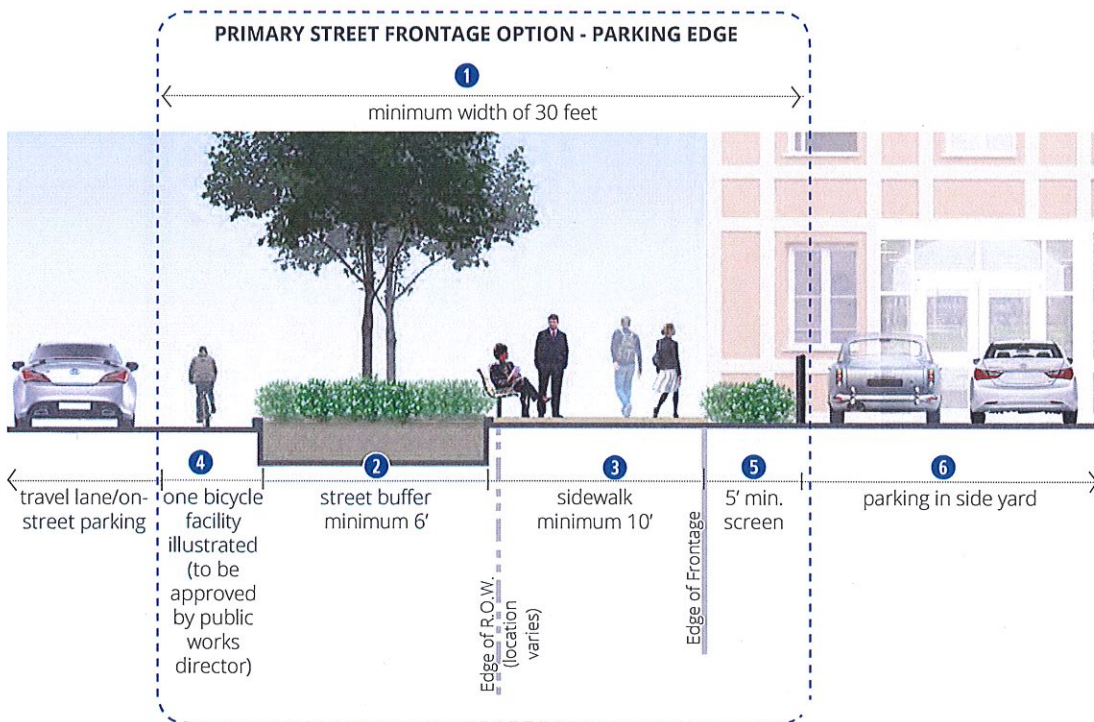 PRIMARY STREET FRONTAGE OPTION - PARKING EDGE
1
minimum width of 30 feet
4
2
3
5
6
travel lane/on-
street parking
one bicycle
facility
illustrated
(to be
approved
by public
works
director)
street buffer
minimum 6'
sidewalk
minimum 10'
5' min.
screen
parking in side yard
Edge of R.O.W.
(location
varies)
Edge of Frontage